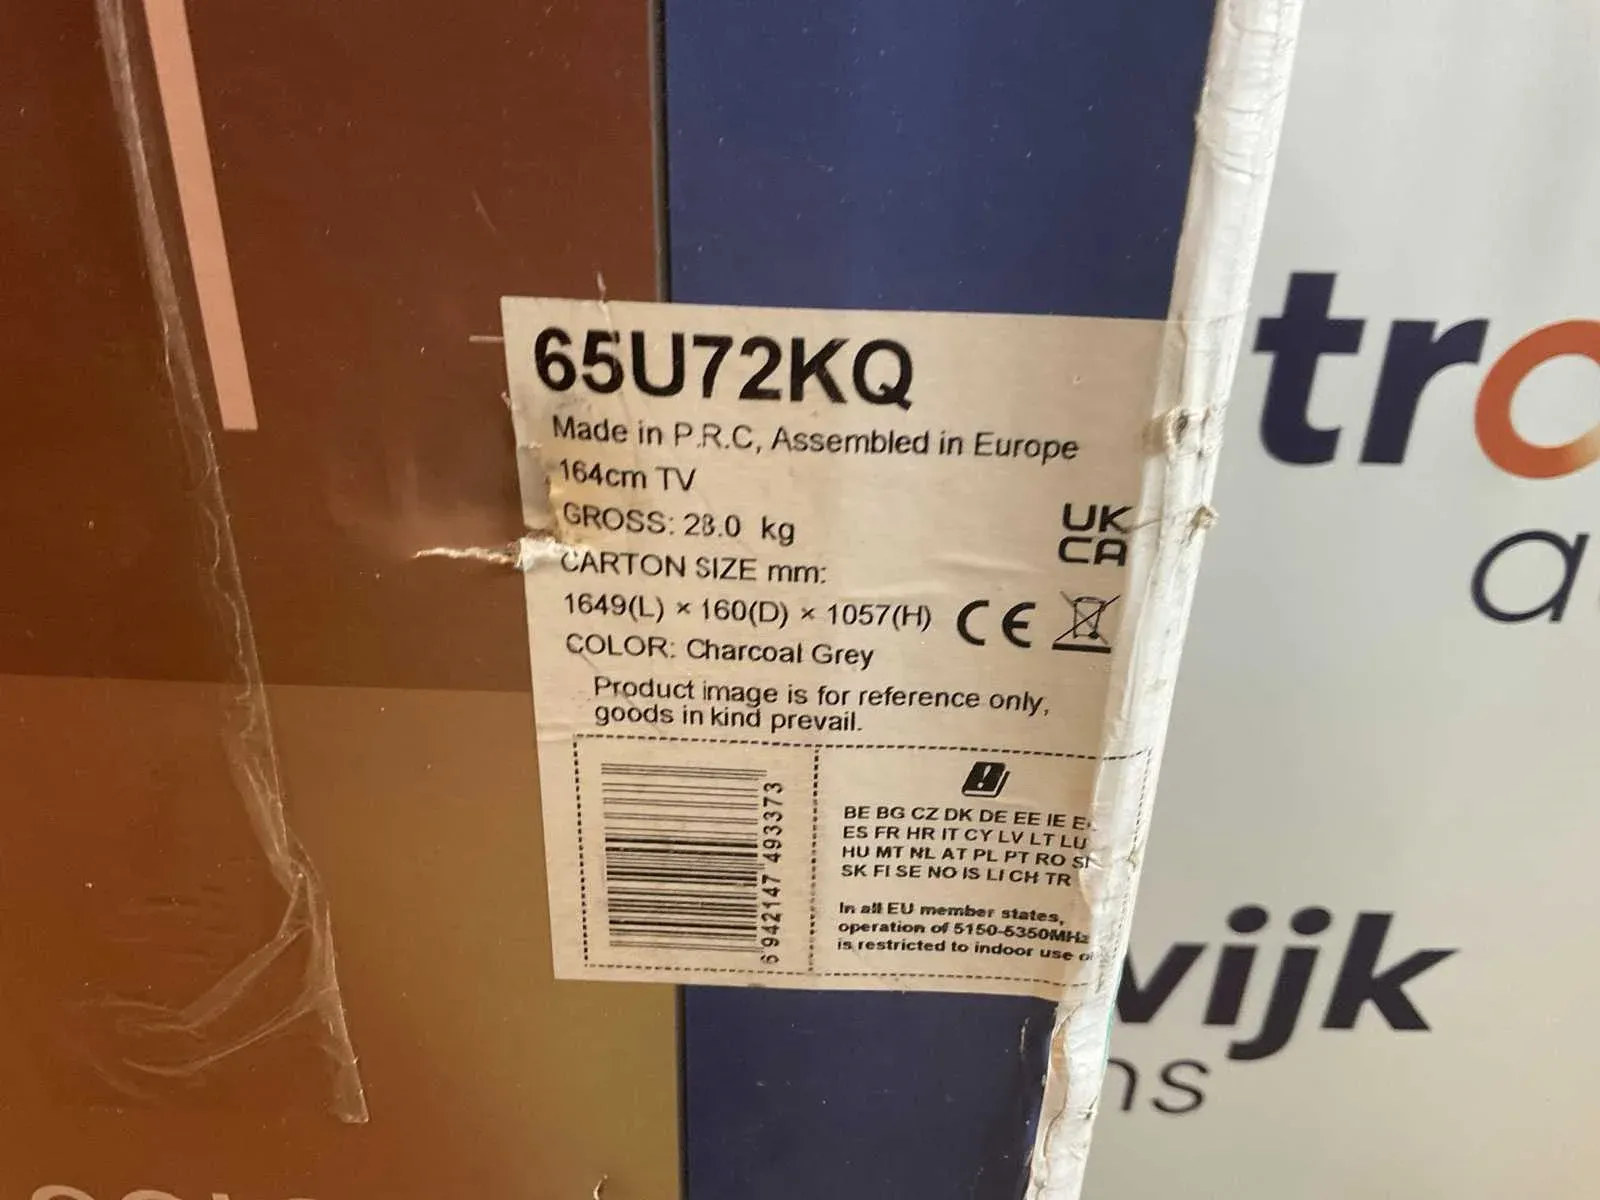 65U72KQ
Made in P.R.C, Assembled in Europe
164cm TV
GROSS: 28.0 kg
CARTON SIZE mm:
1649(L) × 160(D) × 1057(H)
COLOR: Charcoal Grey
UK
CA
CE
Product image is for reference only,
goods in kind prevail.
6 942147 493373
BE BG CZ DK DE EE IE
ES FR HR IT CY LV LT LU
HU MT NL AT PL PT RO
SK FI SE NO IS LI CH TR
In all EU member states,
operation of 5150-5350MHz
is restricted to indoor use
tro
a
wijk
ns